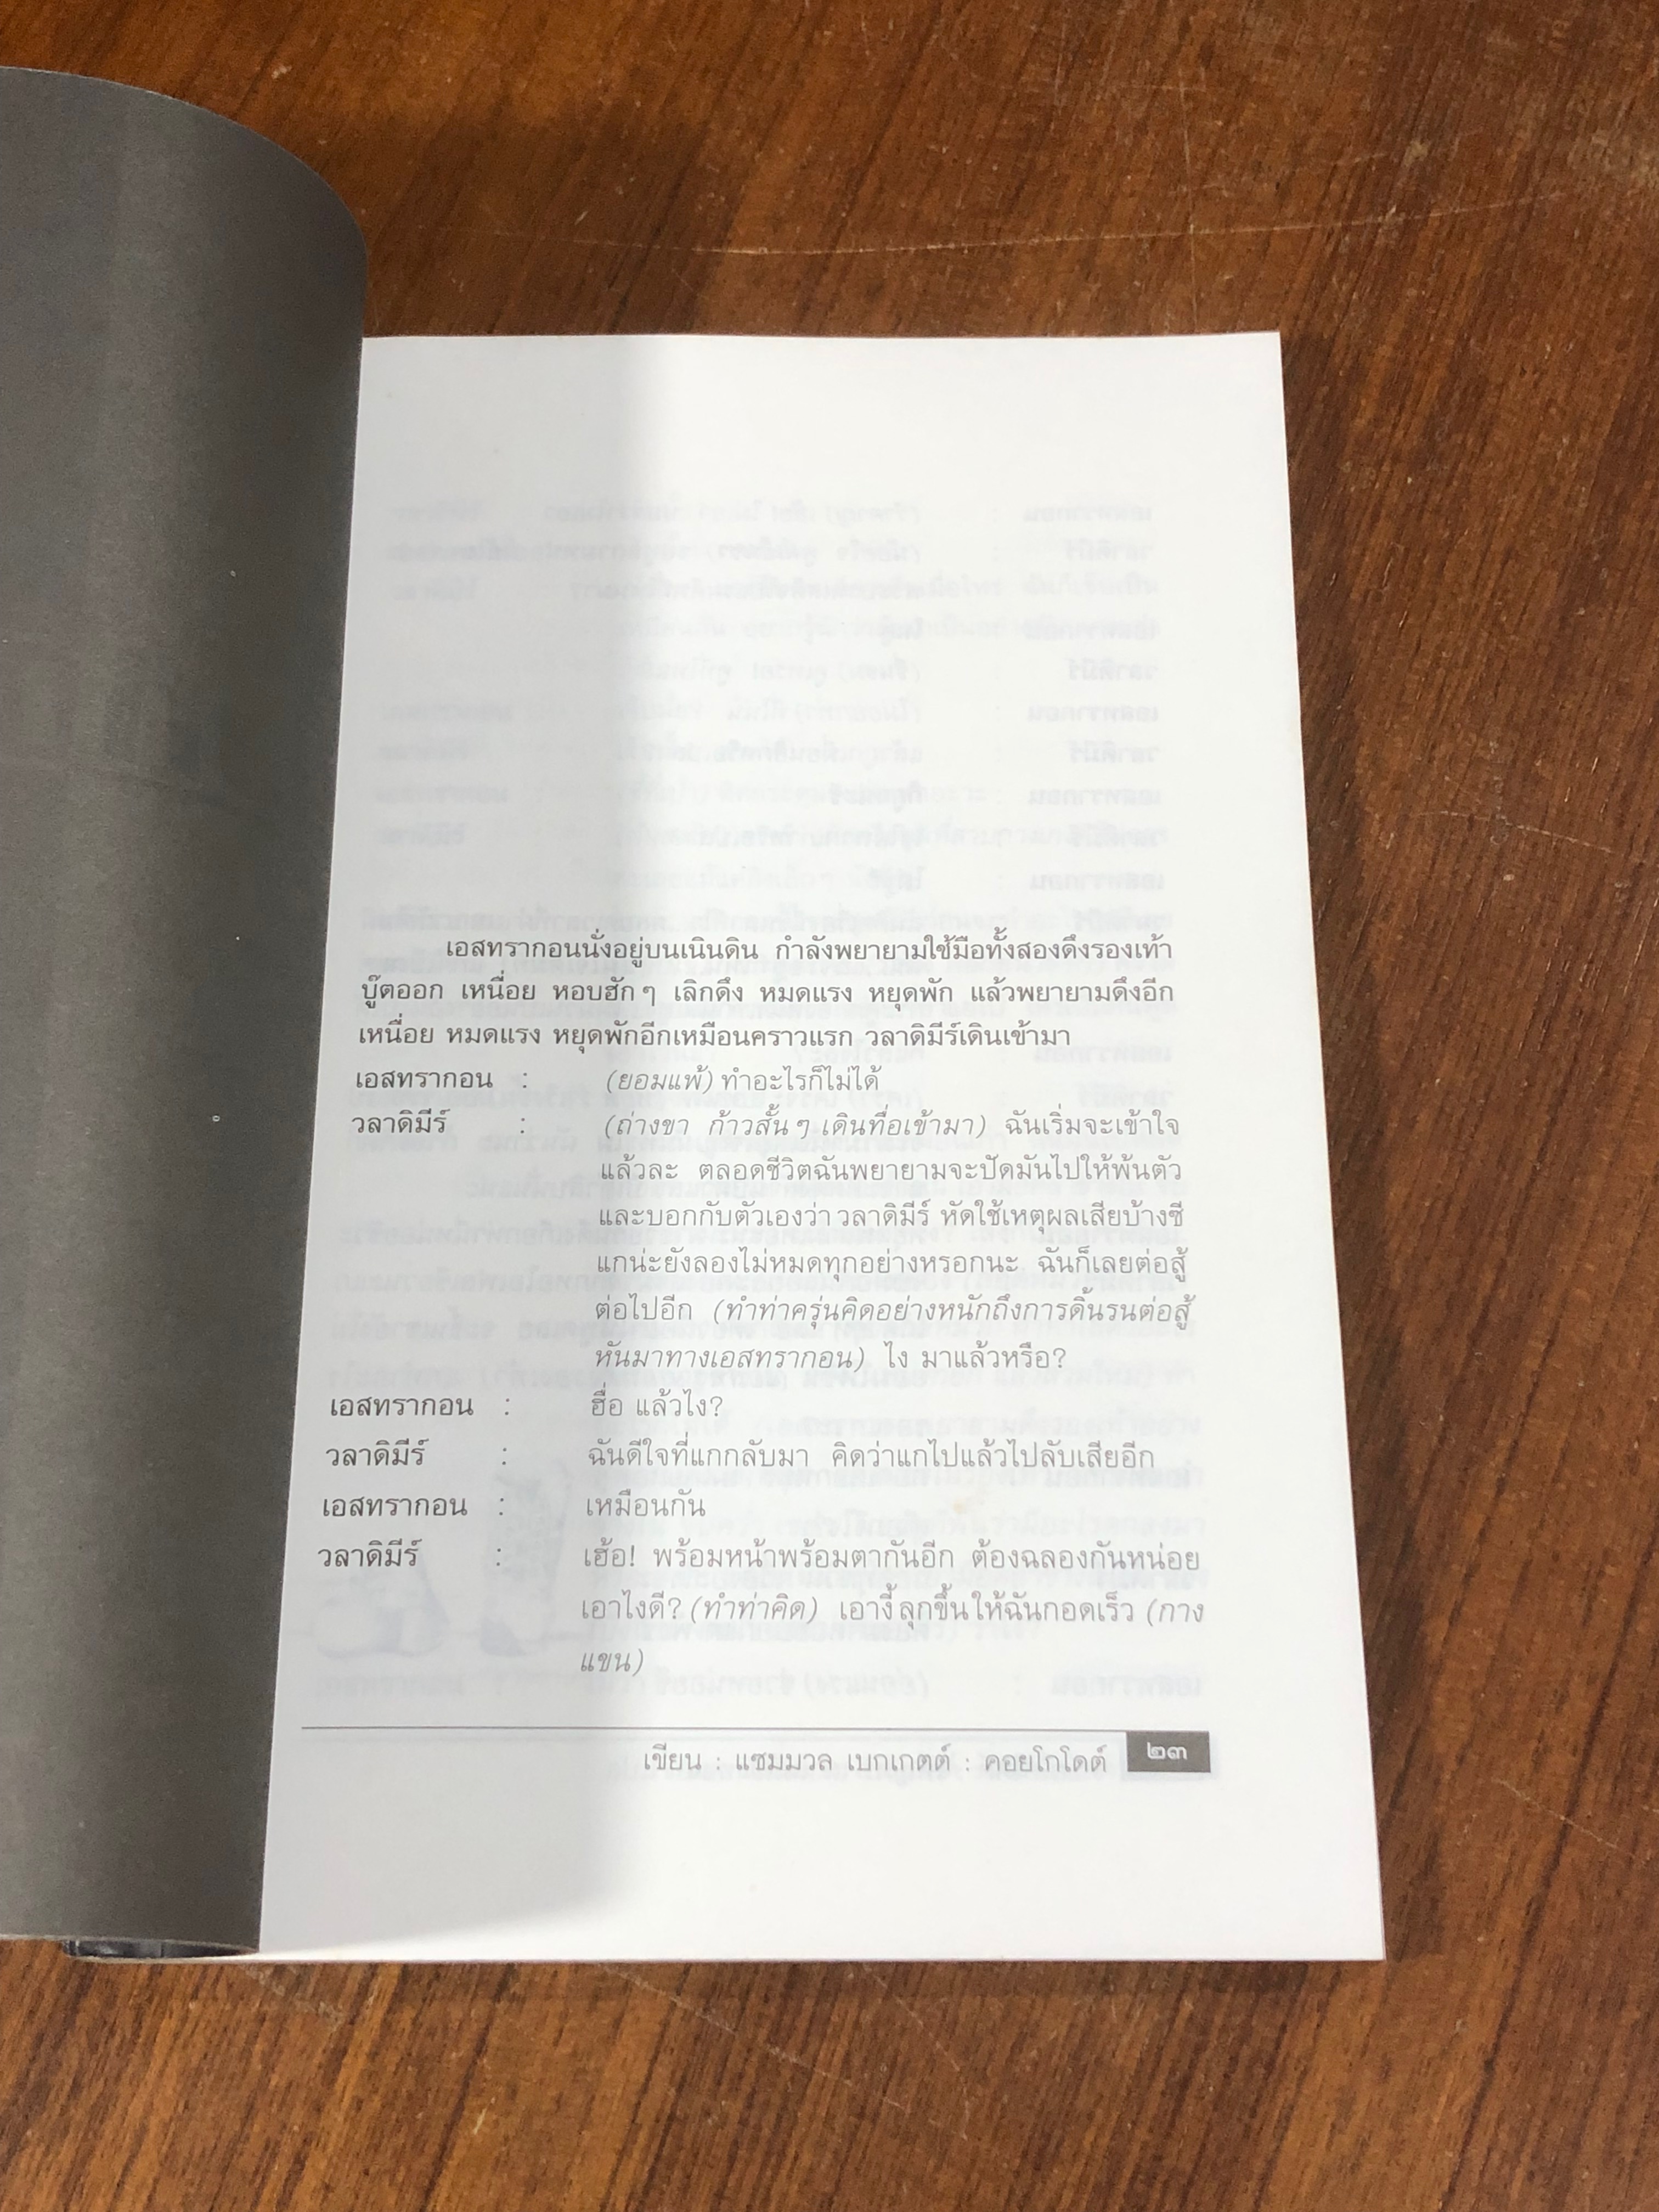 เอสทรากอนนั่งอยู่บนเนินดิน กำลังพยายามใช้มือทั้งสองดึงรองเท้า
บู๊ตออก เหนื่อย หอบฮักๆ เลิกดึง หมดแรง หยุดพัก แล้วพยายามดึงอีก
เหนื่อย หมดแรง หยุดพักอีกเหมือนคราวแรก วลาดิมีร์เดินเข้ามา
เอสทรากอน : (ยอมแพ้) ทำอะไรก็ไม่ได้
วลาดิมีร์ : (ถ่างขา ก้าวสั้นๆ เดินทื่อเข้ามา) ฉันเริ่มจะเข้าใจ
แล้วละ ตลอดชีวิตฉันพยายามจะปัดมันไปให้พ้นตัว
และบอกกับตัวเองว่า วลาดิมีร์ หัดใช้เหตุผลเสียบ้างซี
แกน่ะยังลองไม่หมดทุกอย่างหรอกนะ ฉันก็เลยต่อสู้
ต่อไปอีก (ทำท่าครุ่นคิดอย่างหนักถึงการดิ้นรนต่อสู้
หันมาทางเอสทรากอน) ไง มาแล้วหรือ?
เอสทรากอน : ฮื่อ แล้วไง?
วลาดิมีร์ : ฉันดีใจที่แกกลับมา คิดว่าแกไปแล้วไปลับเสียอีก
เอสทรากอน : เหมือนกัน
วลาดิมีร์ : เฮ้อ! พร้อมหน้าพร้อมตากันอีก ต้องฉลองกันหน่อย
เอาไงดี? (ทำท่าคิด) เอางี้ ลุกขึ้น ให้ฉันกอดเร็ว (กาง
แขน)
เขียน : แซมมวล เบกเกตต์ : คอยโกโดต์ ๒๓